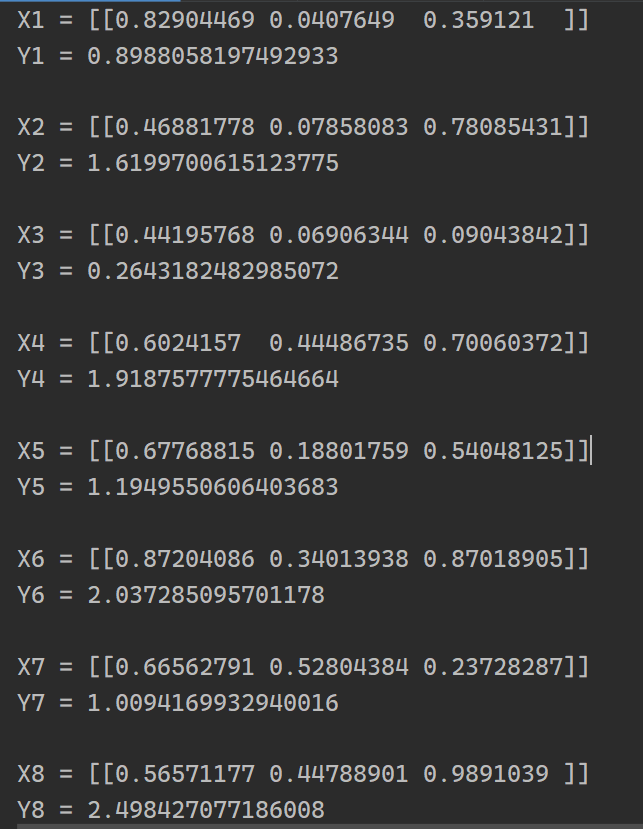 X1 = [[0.82904469 0.0407649  0.359121  ]]
Y1 = 0.8988058197492933
X2 = [[0.46881778 0.07858083 0.78085431]]
Y2 = 1.6199700615123775
X3 = [[0.44195768 0.06906344 0.09043842]]
Y3 = 0.2643182482985072
X4 = [[0.6024157  0.44486735 0.70060372]]
Y4 = 1.9187577775464664
X5 = [[0.67768815 0.18801759 0.54048125]]
Y5 = 1.1949550606403683
X6 = [[0.87204086 0.34013938 0.87018905]]
Y6 = 2.037285095701178
X7 = [[0.66562791 0.52804384 0.23728287]]
Y7 = 1.0094169932940016
X8 = [[0.56571177 0.44788901 0.9891039 ]]
Y8 = 2.498427077186008